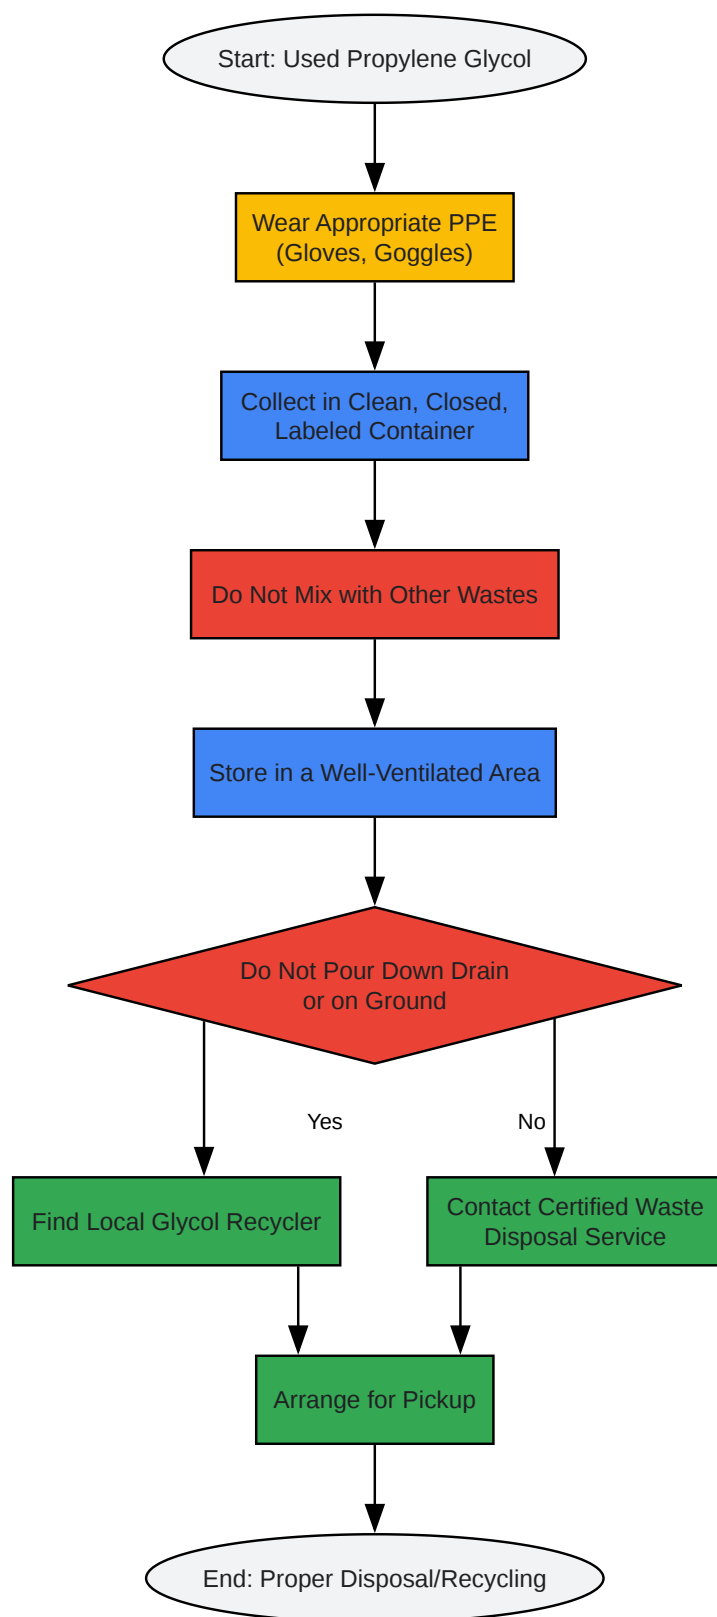 Start: Used Propylene Glycol
Wear Appropriate PPE
(Gloves, Goggles)
Collect in Clean, Closed,
Labeled Container
Do Not Mix with Other Wastes
Store in a Well-Ventilated Area
Do Not Pour Down Drain
or on Ground
Yes
No
Find Local Glycol Recycler
Contact Certified Waste
Disposal Service
Arrange for Pickup
End: Proper Disposal/Recycling